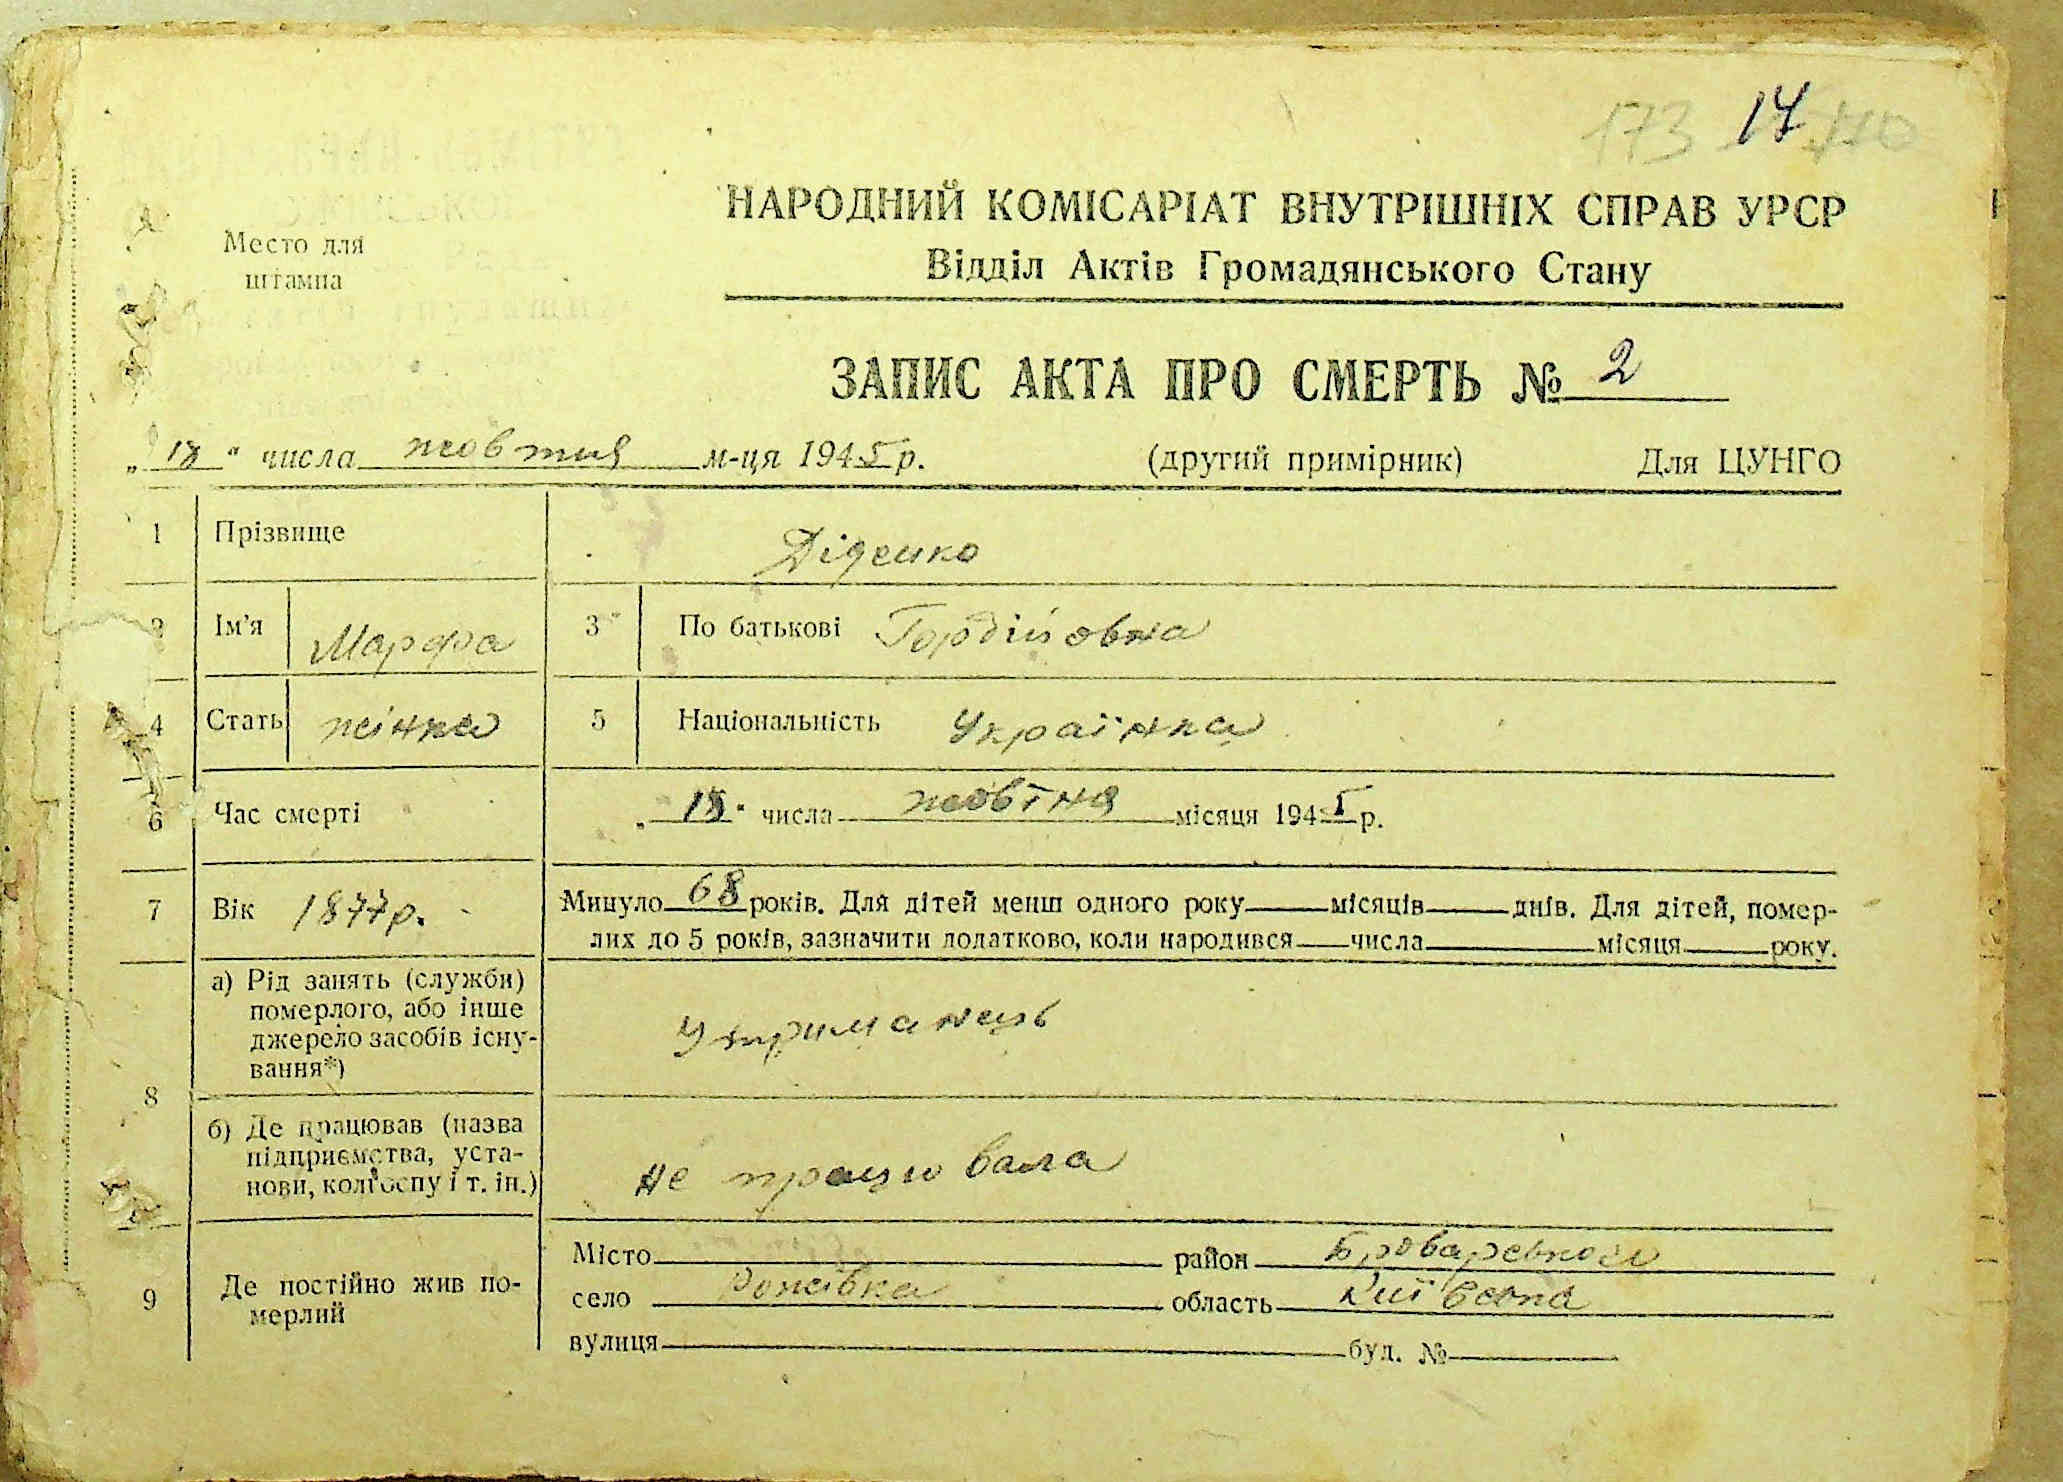 173 17 170
НАРОДНИЙ КОМІСАРІАТ ВНУТРІШНІХ СПРАВ УРСР
Відділ Актів Громадянського Стану
Место для
штампа
ЗАПИС АКТА ПРО СМЕРТЬ № 2
„ 18 " числа жовтня м-ця 1945 р. (другий примірник) Для ЦУНГО
1 Прізвище Діденко
2 Ім’я Марфа 3 По батькові Гордійовна
4 Стать жінка 5 Національність Українка
6 Час смерті „ 18 " числа жовтня місяця 1945 р.
7 Вік 1877р. Минуло 68 років. Для дітей менш одного року місяців днів. Для дітей, помер-
лих до 5 років, зазначити додатково, коли народився числа місяця року.
8 а) Рід занять (служби)
померлого, або інше
джерело засобів існу-
вання*) Утриманець
б) Де працював (назва
підприємства, уста-
нови, колгоспу і т. ін.) не працювала
9 Де постійно жив по-
мерлий
Місто район Броварського
село Рожівка область Київська
вулиця буд. №